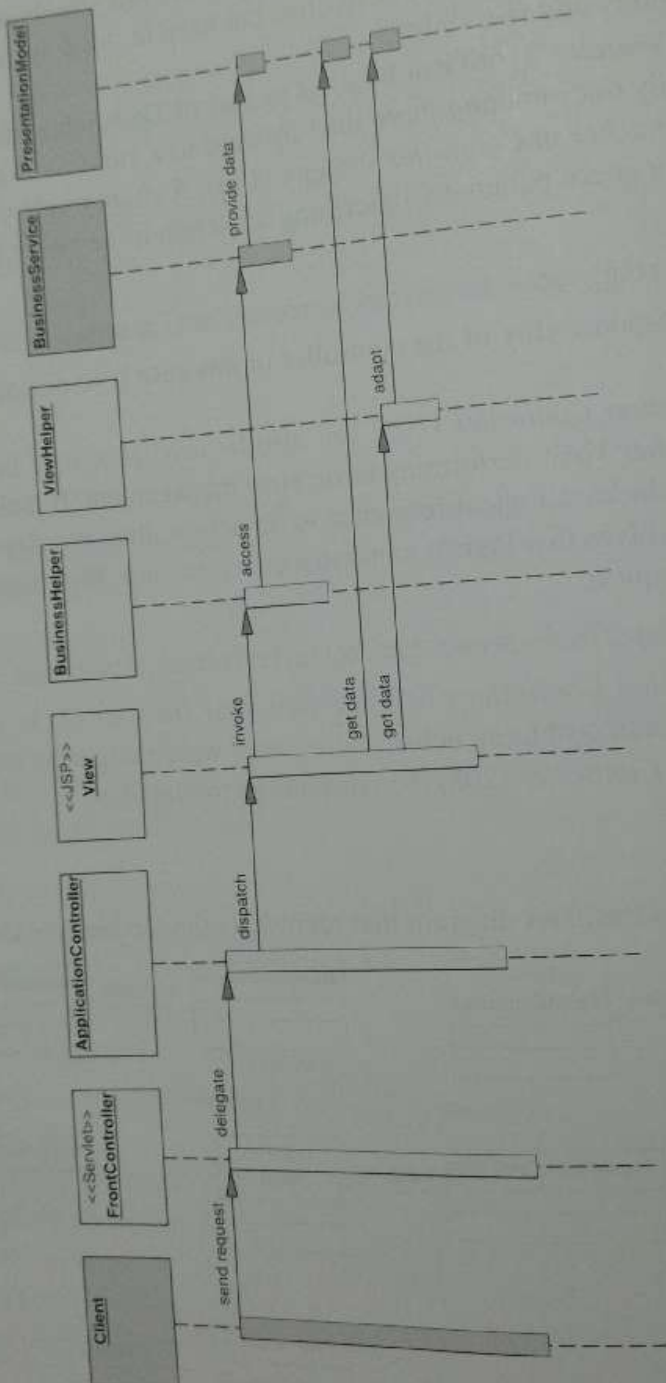 Client
<<Servlet>>
FrontController
ApplicationController
<<JSP>>
View
BusinessHelper
ViewHelper
BusinessService
PresentationModel
send request
delegate
dispatch
invoke
access
provide data
get data
get data
adapt